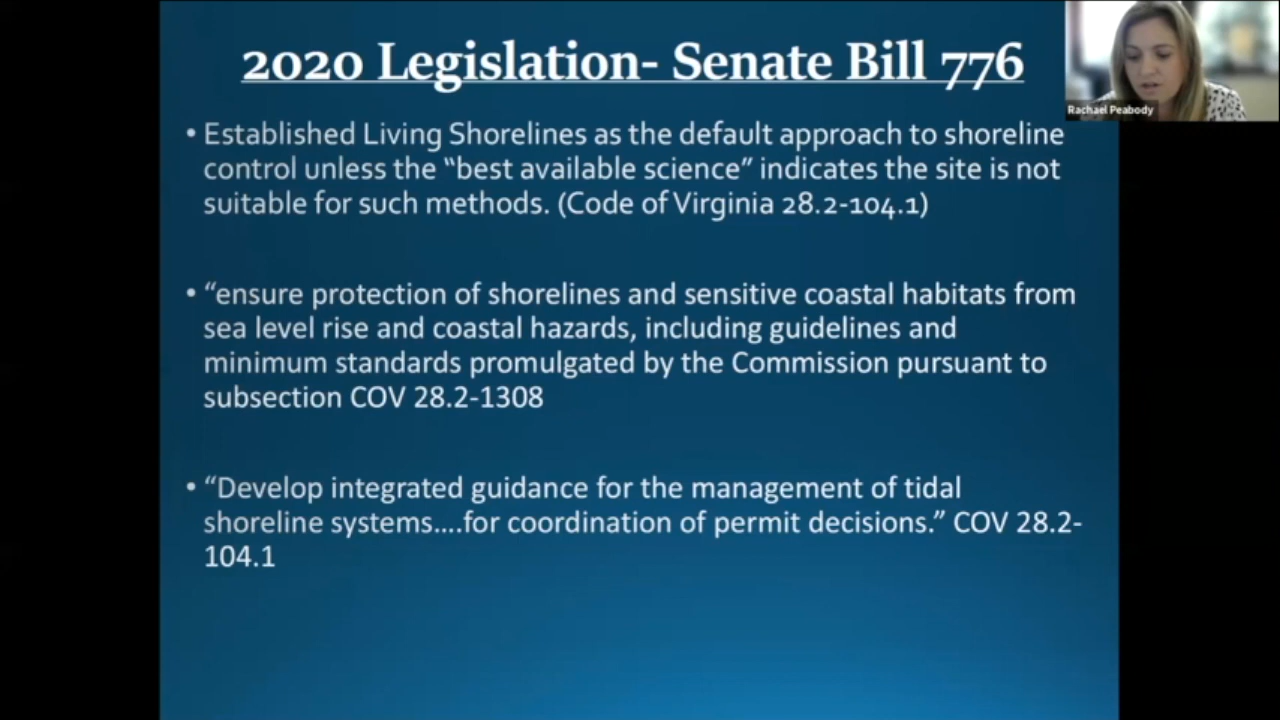 2020 Legislation- Senate Bill 776
Rachael Peabody
• Established Living Shorelines as the default approach to shoreline
control unless the “best available science” indicates the site is not
suitable for such methods. (Code of Virginia 28.2-104.1)
• “ensure protection of shorelines and sensitive coastal habitats from
sea level rise and coastal hazards, including guidelines and
minimum standards promulgated by the Commission pursuant to
subsection COV 28.2-1308
• “Develop integrated guidance for the management of tidal
shoreline systems....for coordination of permit decisions.” COV 28.2-
104.1